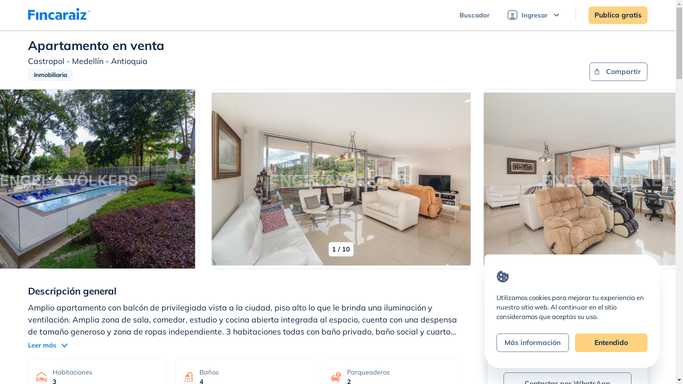 Fincaraíz
Buscador
Ingresar
Publica gratis
Apartamento en venta
Castropol - Medellín - Antioquia
Inmobiliaria
Compartir
ENGEL & VÖLKERS
ENGEL & VÖLKERS
1 / 10
Descripción general
Amplio apartamento con balcón de privilegiada vista a la ciudad, piso alto lo que le brinda una iluminación y
ventilación. Amplia zona de sala, comedor, estudio y cocina abierta integrada al espacio, cuenta con una despensa
de tamaño generoso y zona de ropas independiente. 3 habitaciones todas con baño privado, baño social y cuarto...
Leer más
Habitaciones
3
Baños
4
Parqueaderos
2
Utilizamos cookies para mejorar tu experiencia en
nuestro sitio web. Al continuar en el sitio
consideramos que aceptas su uso.
Más información
Entendido
Contactar por WhatsApp